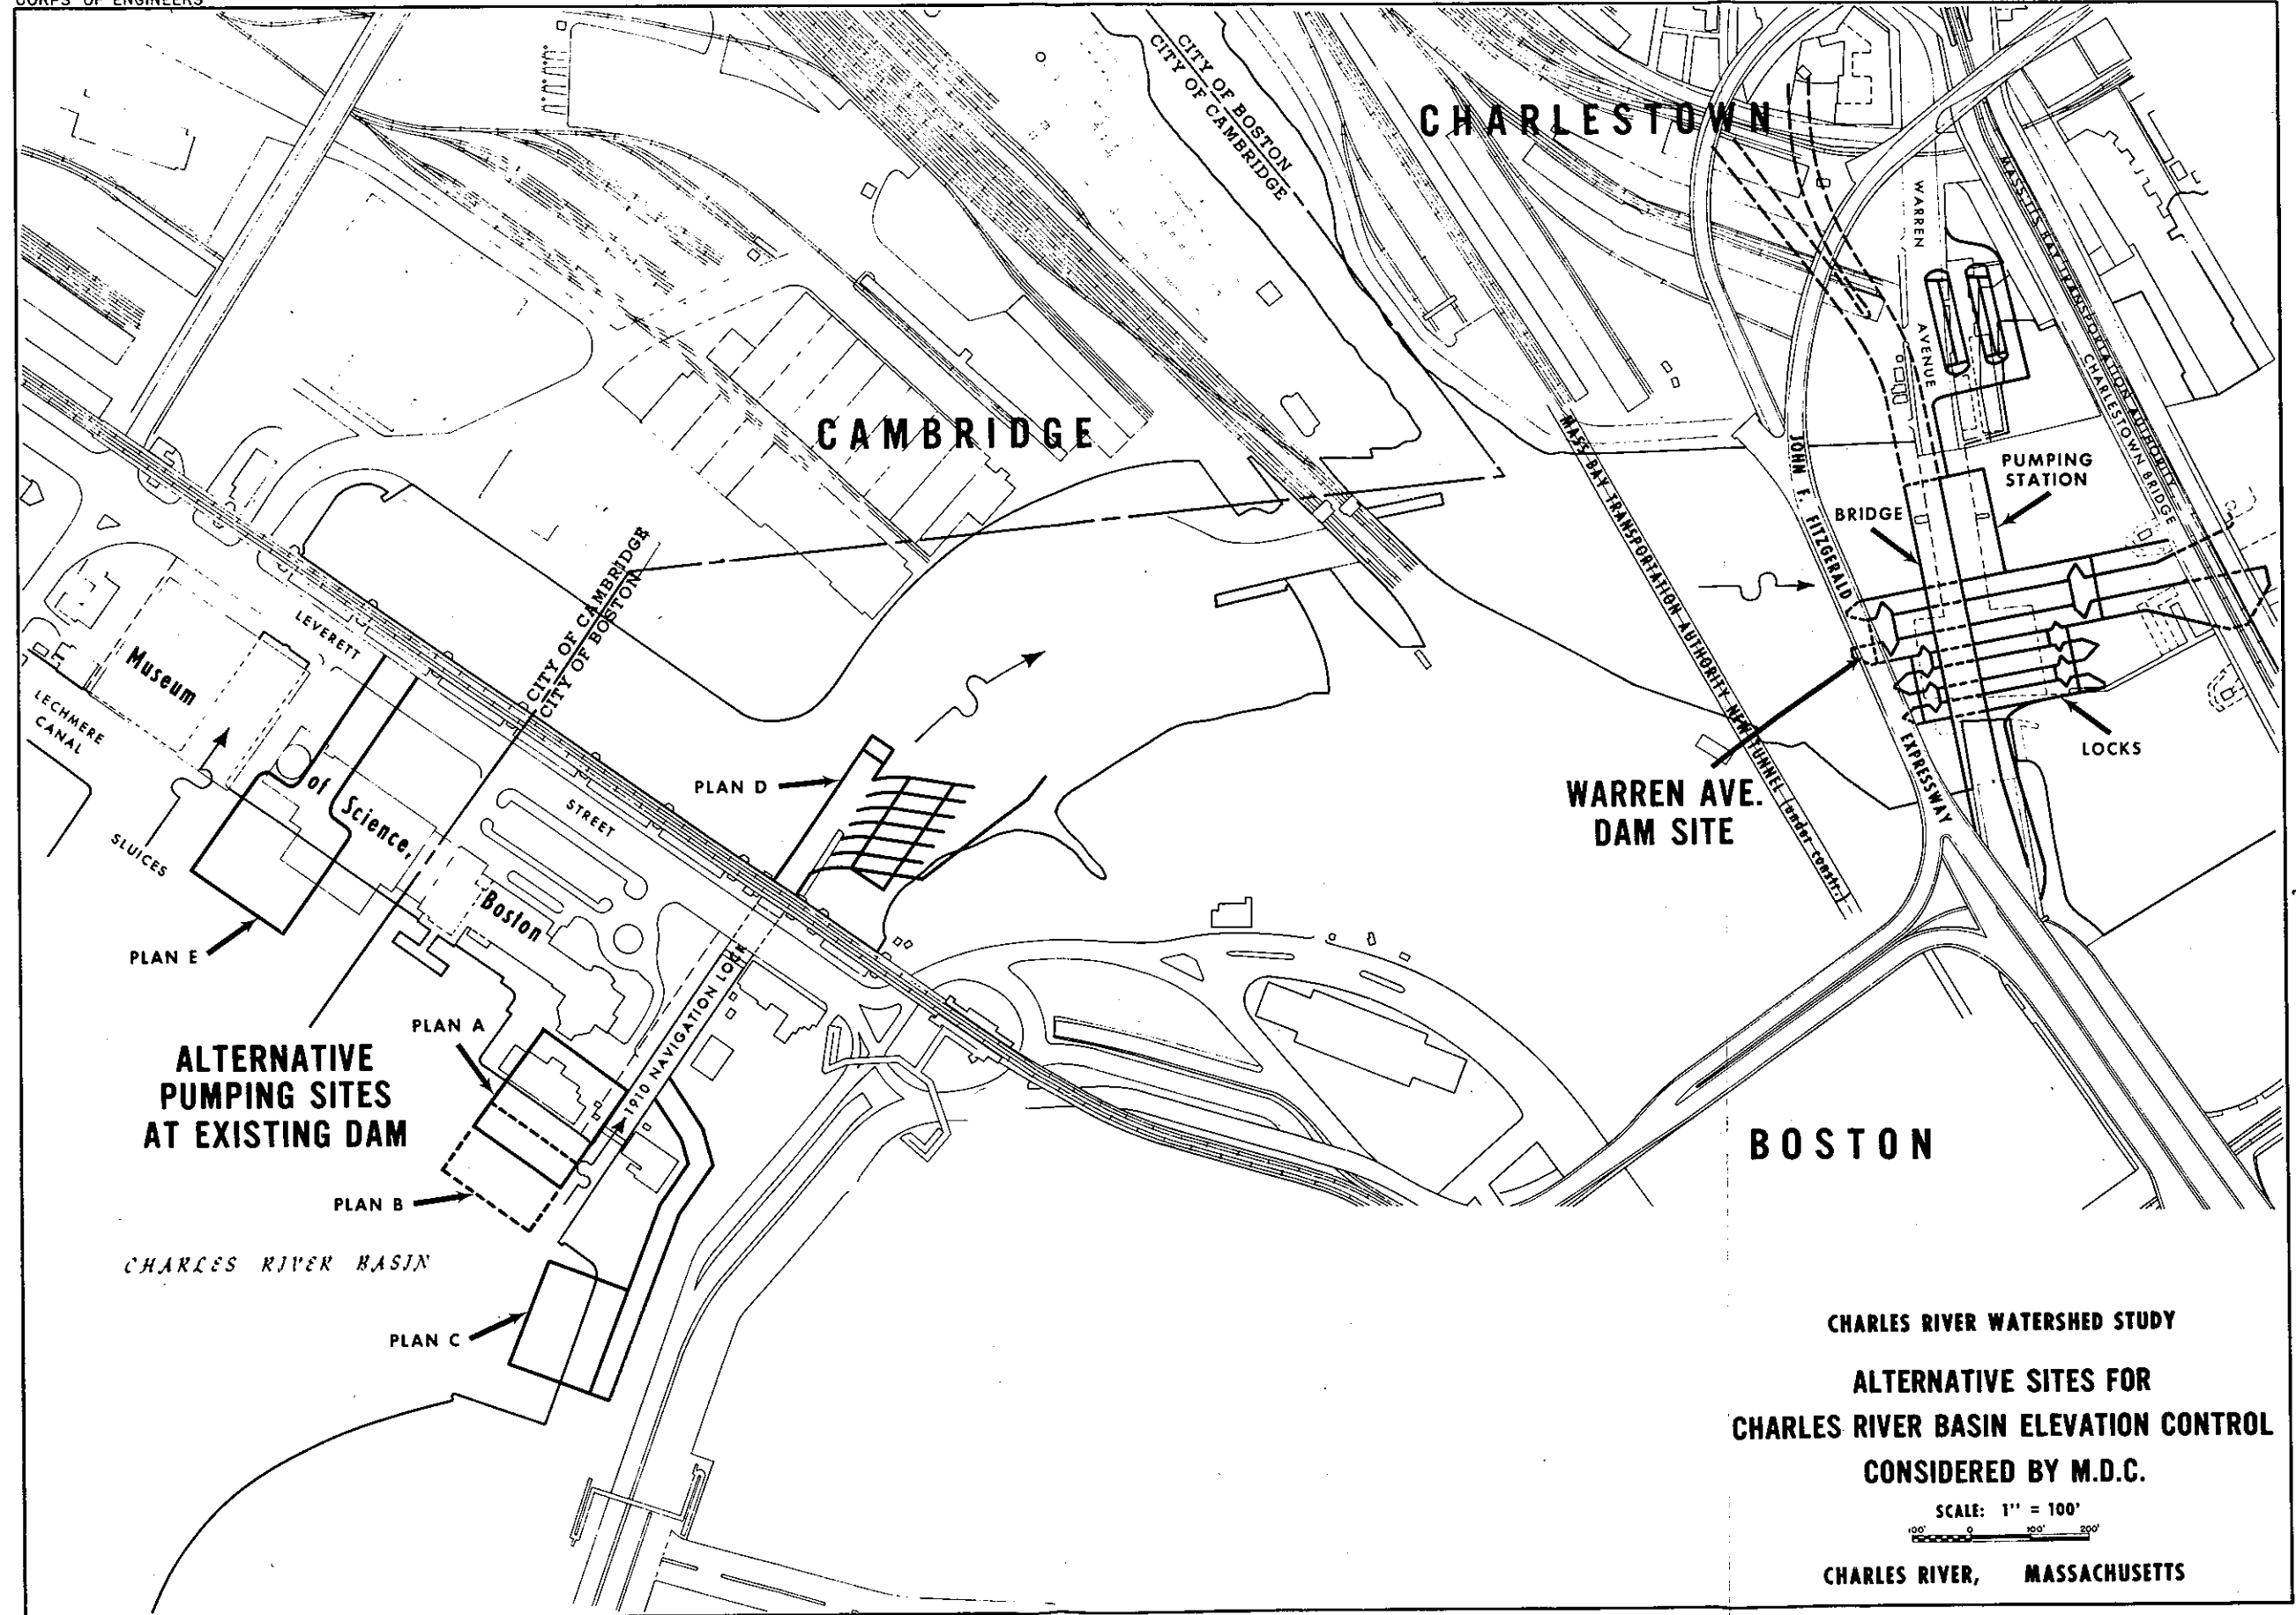 CORPS OF ENGINEERS
CITY OF BOSTON
CITY OF CAMBRIDGE
CHARLESTOWN
WARREN
AVENUE
MASS'TS BAY TRANSPORTATION AUTHORITY
CHARLESTOWN BRIDGE
CAMBRIDGE
MASS BAY TRANSPORTATION AUTHORITY NEW TUNNEL (under constr.)
JOHN F. FITZGERALD
EXPRESSWAY
PUMPING
STATION
BRIDGE
LOCKS
WARREN AVE.
DAM SITE
CITY OF CAMBRIDGE
CITY OF BOSTON
LEVERETT
STREET
Museum
of Science,
Boston
LECHMERE
CANAL
SLUICES
PLAN D
PLAN E
PLAN A
1910 NAVIGATION LOCK
ALTERNATIVE
PUMPING SITES
AT EXISTING DAM
PLAN B
CHARLES RIVER BASIN
PLAN C
BOSTON
CHARLES RIVER WATERSHED STUDY
ALTERNATIVE SITES FOR
CHARLES RIVER BASIN ELEVATION CONTROL
CONSIDERED BY M.D.C.
SCALE: 1'' = 100'
100' 0 100' 200'
CHARLES RIVER, MASSACHUSETTS